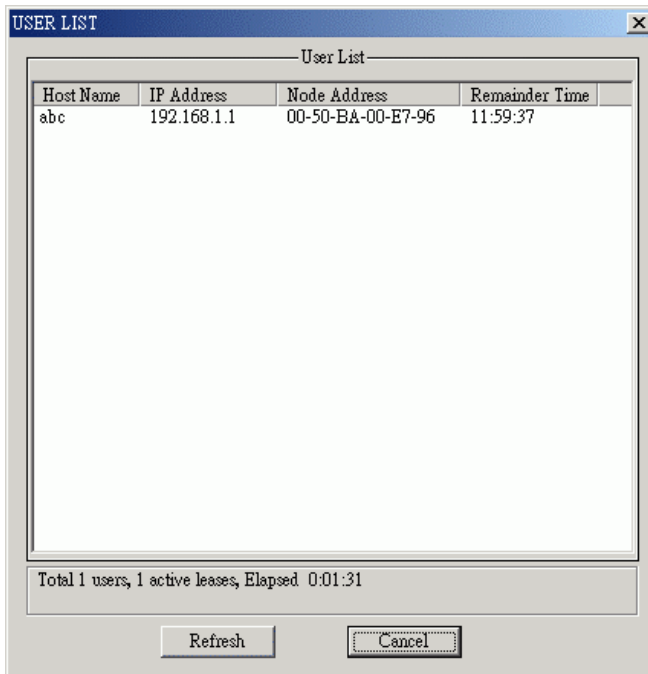 USER LIST
User List
Host Name IP Address Node Address Remainder Time
abc 192.168.1.1 00-50-BA-00-E7-96 11:59:37
Total 1 users, 1 active leases, Elapsed 0:01:31
Refresh Cancel